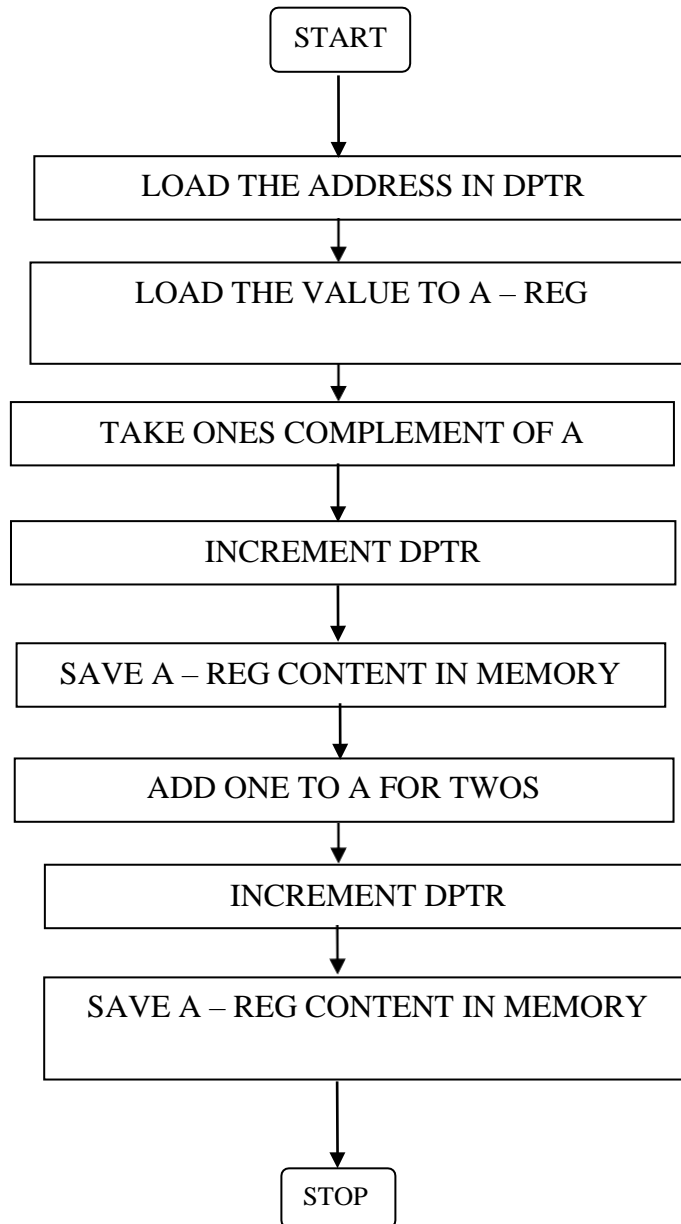 START
LOAD THE ADDRESS IN DPTR
LOAD THE VALUE TO A – REG
TAKE ONES COMPLEMENT OF A
INCREMENT DPTR
SAVE A – REG CONTENT IN MEMORY
ADD ONE TO A FOR TWOS
INCREMENT DPTR
SAVE A – REG CONTENT IN MEMORY
STOP